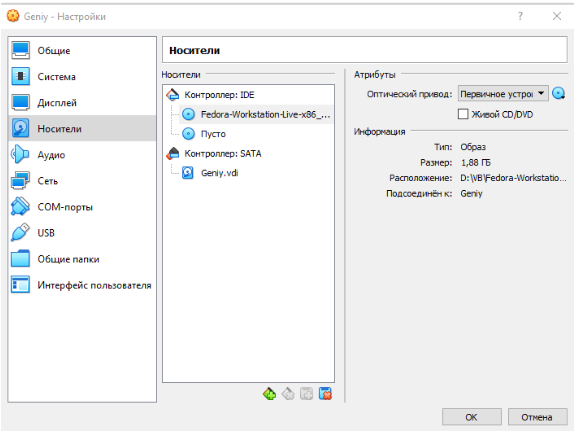 Geniy - Настройки
Общие
Система
Дисплей
Носители
Аудио
Сеть
COM-порты
USB
Общие папки
Интерфейс пользователя
Носители
Носители
Контроллер: IDE
Fedora-Workstation-Live-x86_...
Пусто
Контроллер: SATA
Geniy.vdi
Атрибуты
Оптический привод: Первичное устрої
Живой CD/DVD
Информация
Тип: Образ
Размер: 1,88 ГБ
Расположение: D:\VB\Fedora-Workstatio...
Подсоединён к: Geniy
ОК
Отмена